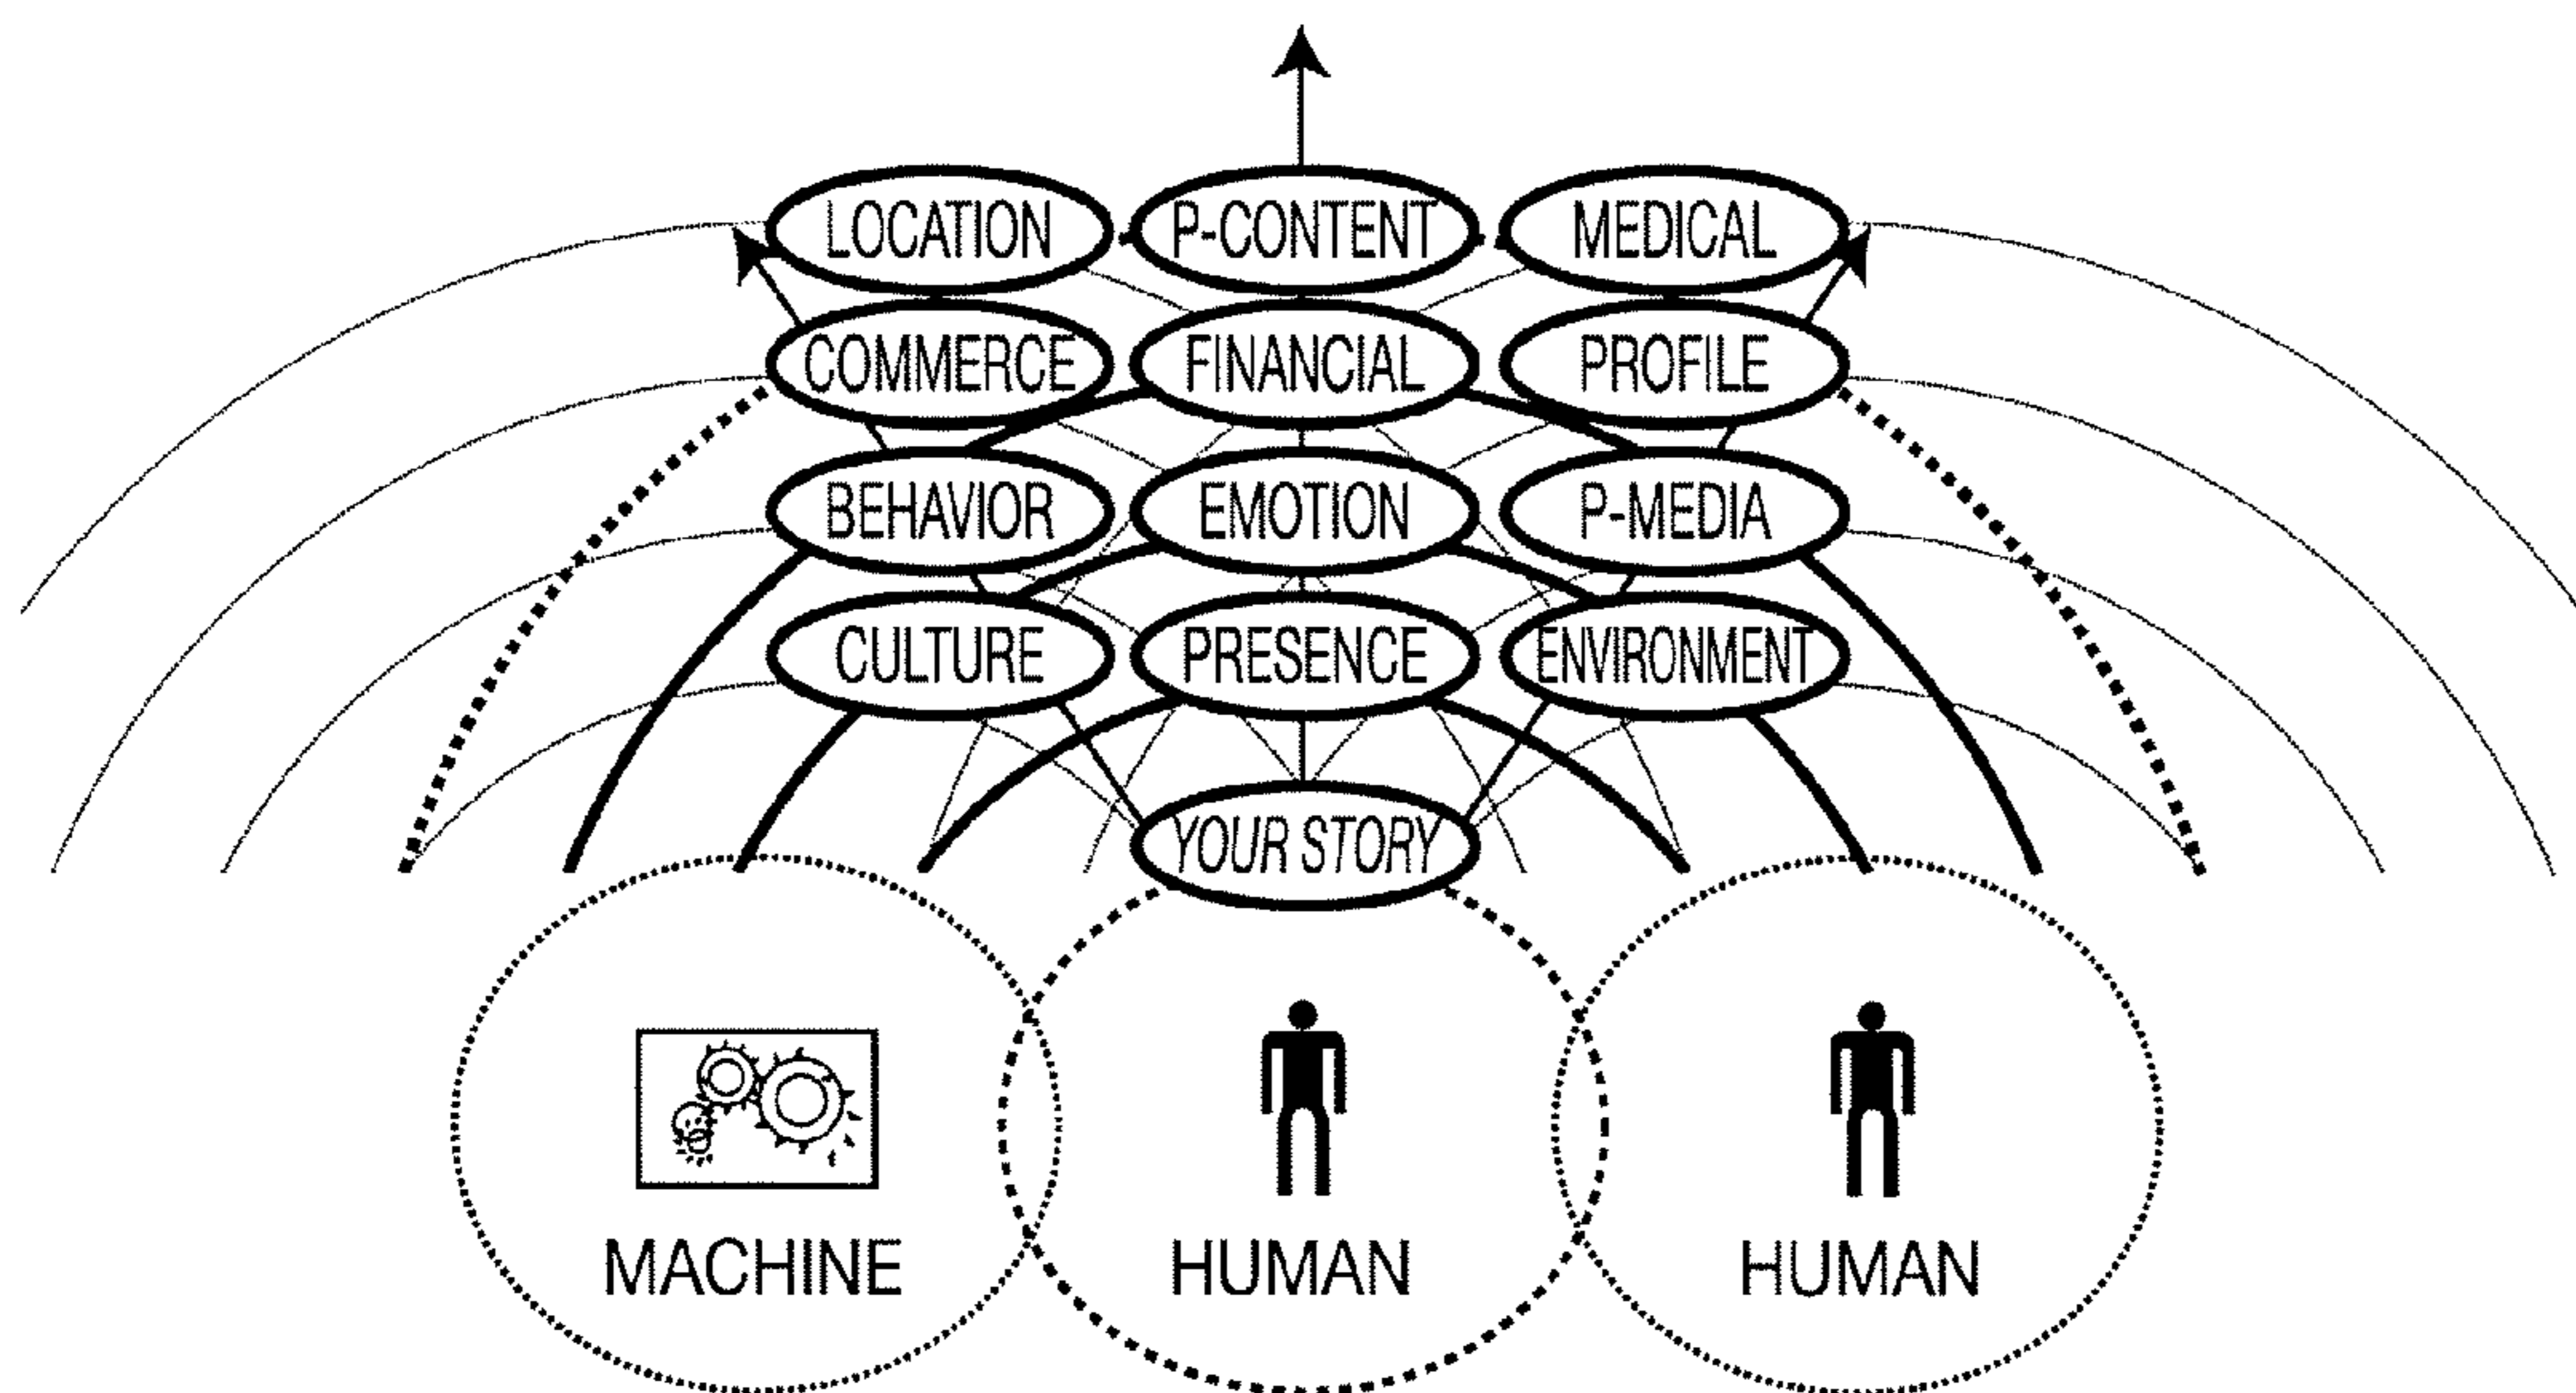 LOCATION P-CONTENT MEDICAL
COMMERCE FINANCIAL PROFILE
BEHAVIOR EMOTION P-MEDIA
CULTURE PRESENCE ENVIRONMENT
YOUR STORY
MACHINE HUMAN HUMAN